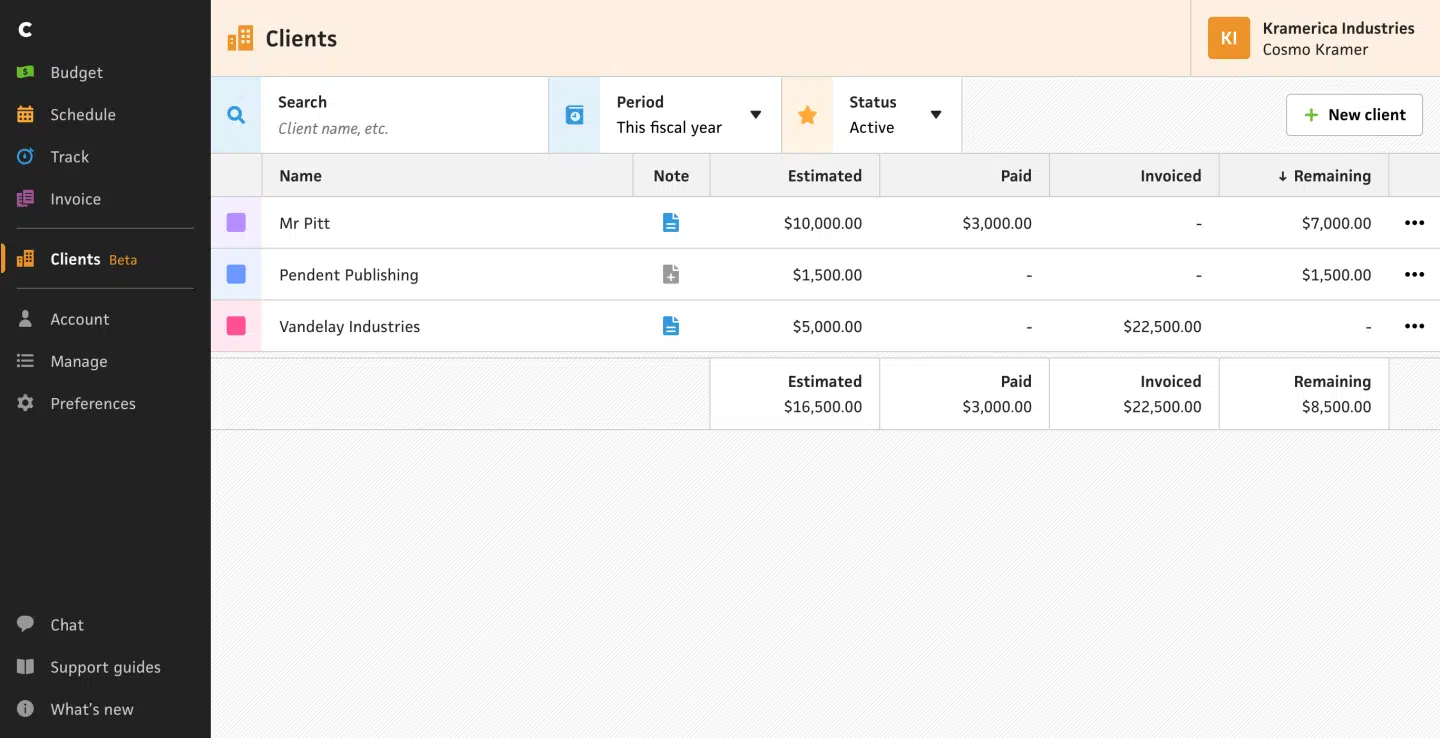 C
Budget
Schedule
Track
Invoice
Clients Beta
Account
Manage
Preferences
Chat
Support guides
What's new
Clients
KI
Kramerica Industries
Cosmo Kramer
Search
Client name, etc.
Period
This fiscal year
Status
Active
+ New client
Name Note Estimated Paid Invoiced ↓ Remaining
Mr Pitt $10,000.00 $3,000.00 - $7,000.00 •••
Pendent Publishing $1,500.00 - - $1,500.00 •••
Vandelay Industries $5,000.00 - $22,500.00 - •••
Estimated Paid Invoiced Remaining
$16,500.00 $3,000.00 $22,500.00 $8,500.00